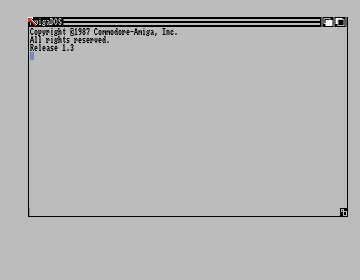 AmigaDOS
Copyright ©1987 Commodore-Amiga, Inc.
All rights reserved.
Release 1.3